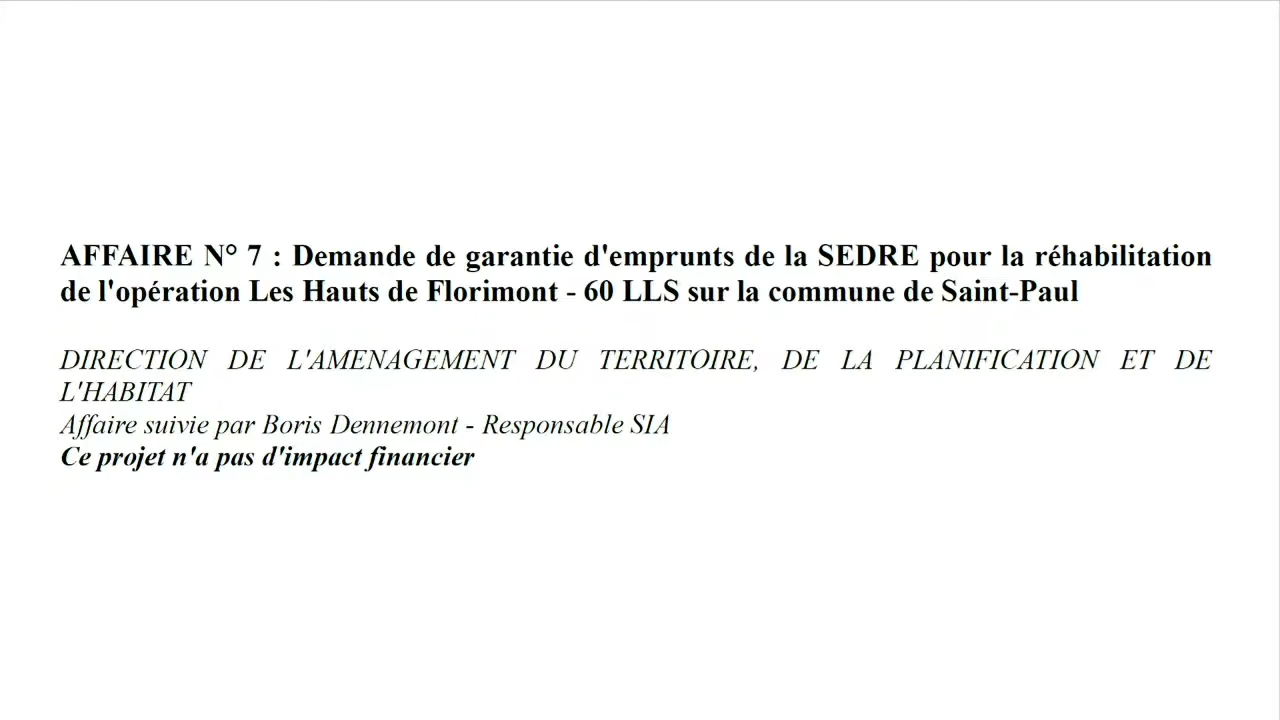 AFFAIRE N° 7 : Demande de garantie d'emprunts de la SEDRE pour la réhabilitation
de l'opération Les Hauts de Florimont - 60 LLS sur la commune de Saint-Paul
DIRECTION DE L'AMENAGEMENT DU TERRITOIRE, DE LA PLANIFICATION ET DE
L'HABITAT
Affaire suivie par Boris Dennemont - Responsable SIA
Ce projet n'a pas d'impact financier